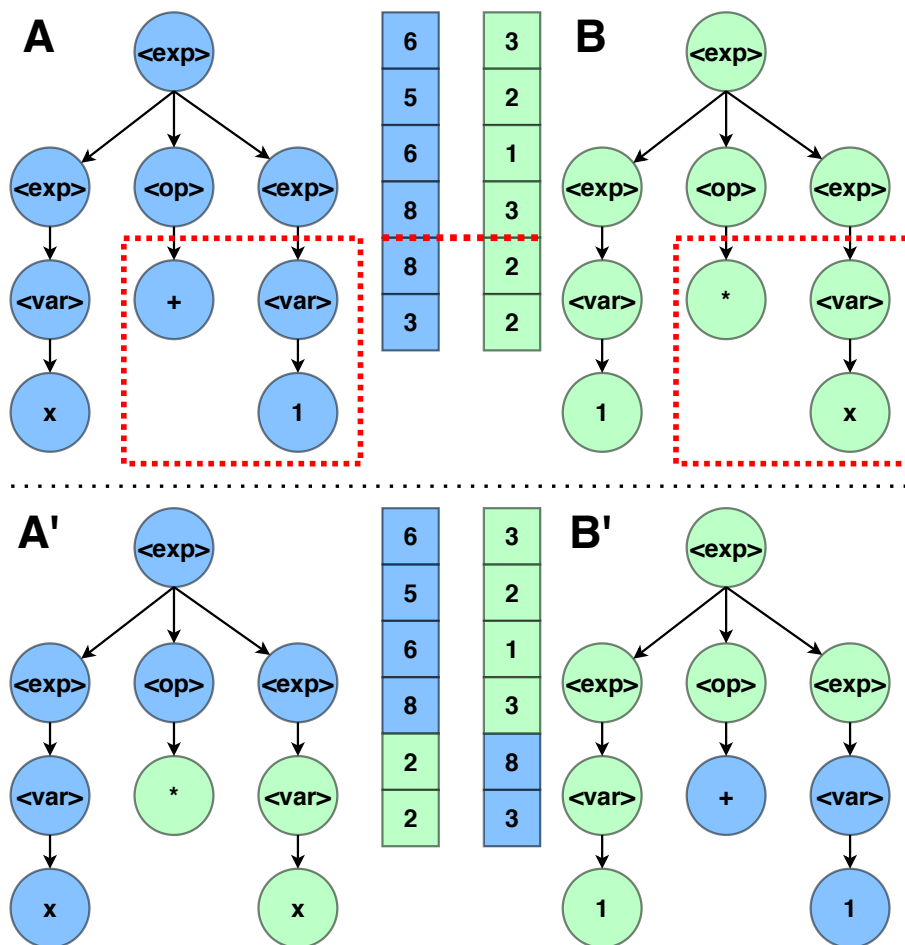 A
B
<exp>
6
3
<exp>
5
2
<exp>
<op>
<exp>
6
1
<exp>
<op>
<exp>
8
3
<var>
+
<var>
8
2
<var>
*
<var>
3
2
x
1
1
x
A'
B'
<exp>
6
3
<exp>
5
2
<exp>
<op>
<exp>
6
1
<exp>
<op>
<exp>
8
3
<var>
*
<var>
2
8
<var>
+
<var>
2
3
x
x
1
1